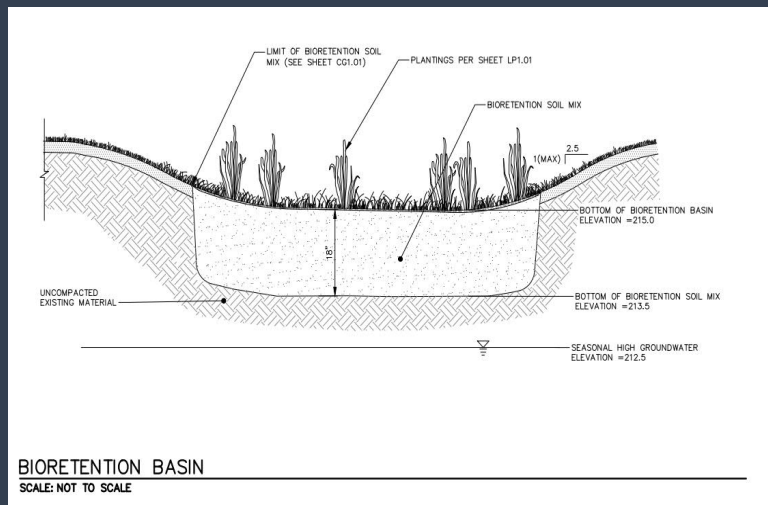 LIMIT OF BIORETENTION SOIL
MIX (SEE SHEET CG1.01)
PLANTINGS PER SHEET LP1.01
BIORETENTION SOIL MIX
2.5
1(MAX)
BOTTOM OF BIORETENTION BASIN
ELEVATION =215.0
18"
UNCOMPACTED
EXISTING MATERIAL
BOTTOM OF BIORETENTION SOIL MIX
ELEVATION =213.5
SEASONAL HIGH GROUNDWATER
ELEVATION =212.5
BIORETENTION BASIN
SCALE: NOT TO SCALE